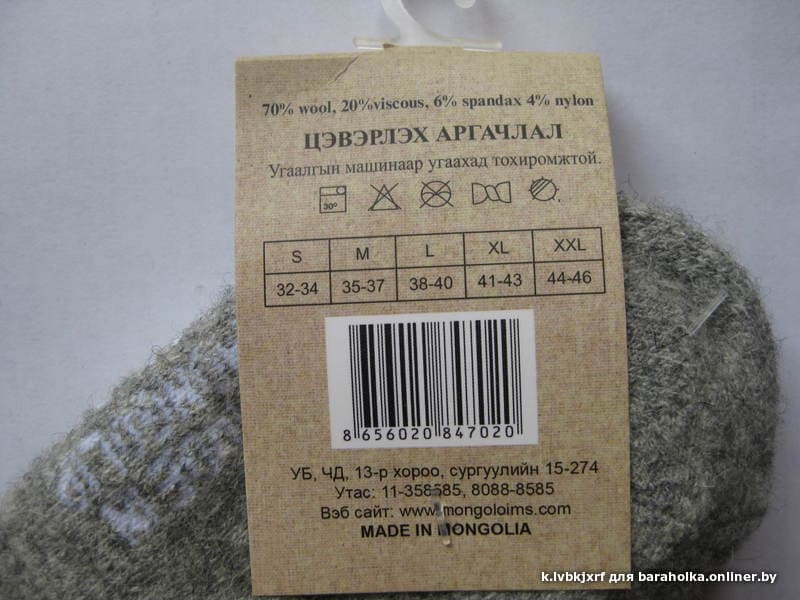 70% wool, 20%viscous, 6% spandax 4% nylon
ЦЭВЭРЛЭХ АРГАЧЛАЛ
Угаалгын машинаар угаахад тохиромжтой.
30º
S M L XL XXL
32-34 35-37 38-40 41-43 44-46
8 656020 847020
УБ, ЧД, 13-р хороо, сургуулийн 15-274
Утас: 11-358585, 8088-8585
Вэб сайт: www.mongoloims.com
MADE IN MONGOLIA
k.lvbkjxrf для baraholka.onliner.by